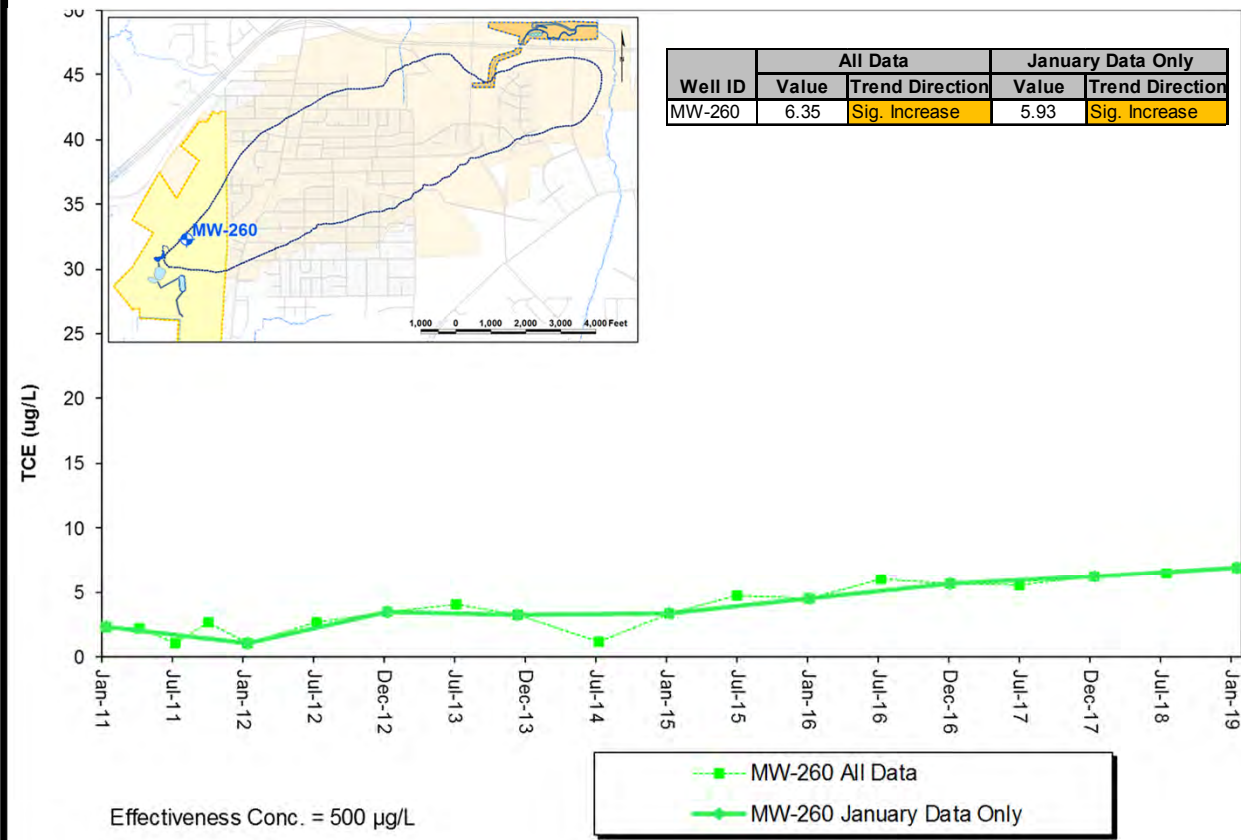 TCE (ug/L)
50
45
40
35
30
25
20
15
10
5
0
N
MW-260
1,000 0 1,000 2,000 3,000 4,000 Feet
Well ID All Data January Data Only
Value Trend Direction Value Trend Direction
MW-260 6.35 Sig. Increase 5.93 Sig. Increase
Jan-11 Jul-11 Jan-12 Jul-12 Dec-12 Jul-13 Dec-13 Jul-14 Jan-15 Jul-15 Jan-16 Jul-16 Dec-16 Jul-17 Dec-17 Jul-18 Jan-19
MW-260 All Data
MW-260 January Data Only
Effectiveness Conc. = 500 µg/L